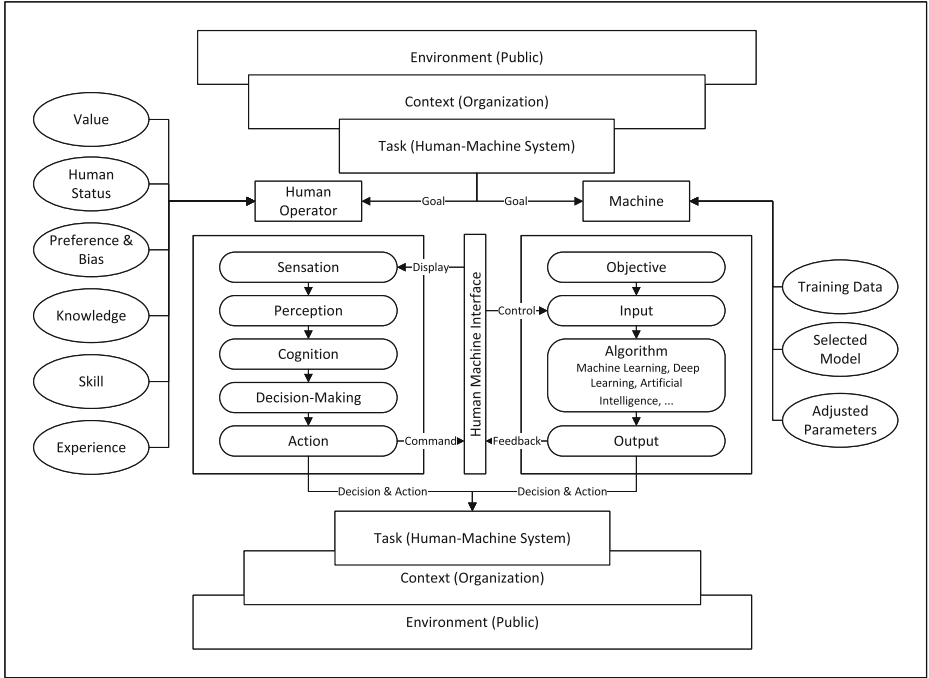 Environment (Public)
Context (Organization)
Task (Human-Machine System)
Value
Human
Status
Preference &
Bias
Knowledge
Skill
Experience
Human
Operator
Goal
Goal
Machine
Sensation
Perception
Cognition
Decision-Making
Action
Display
Command
Human Machine Interface
Control
Feedback
Objective
Input
Algorithm
Machine Learning, Deep
Learning, Artificial
Intelligence, ...
Output
Training Data
Selected
Model
Adjusted
Parameters
Decision & Action
Decision & Action
Task (Human-Machine System)
Context (Organization)
Environment (Public)